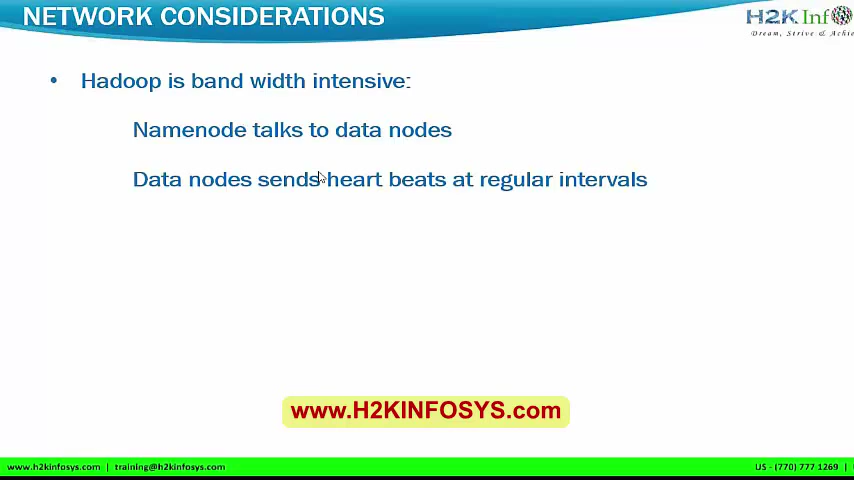 NETWORK CONSIDERATIONS
H2K Inf
Dream, Strive & Achie
• Hadoop is band width intensive:
Namenode talks to data nodes
Data nodes sends heart beats at regular intervals
www.H2KINFOSYS.com
www.h2kinfosys.com | training@h2kinfosys.com
US - (770) 777 1269 |